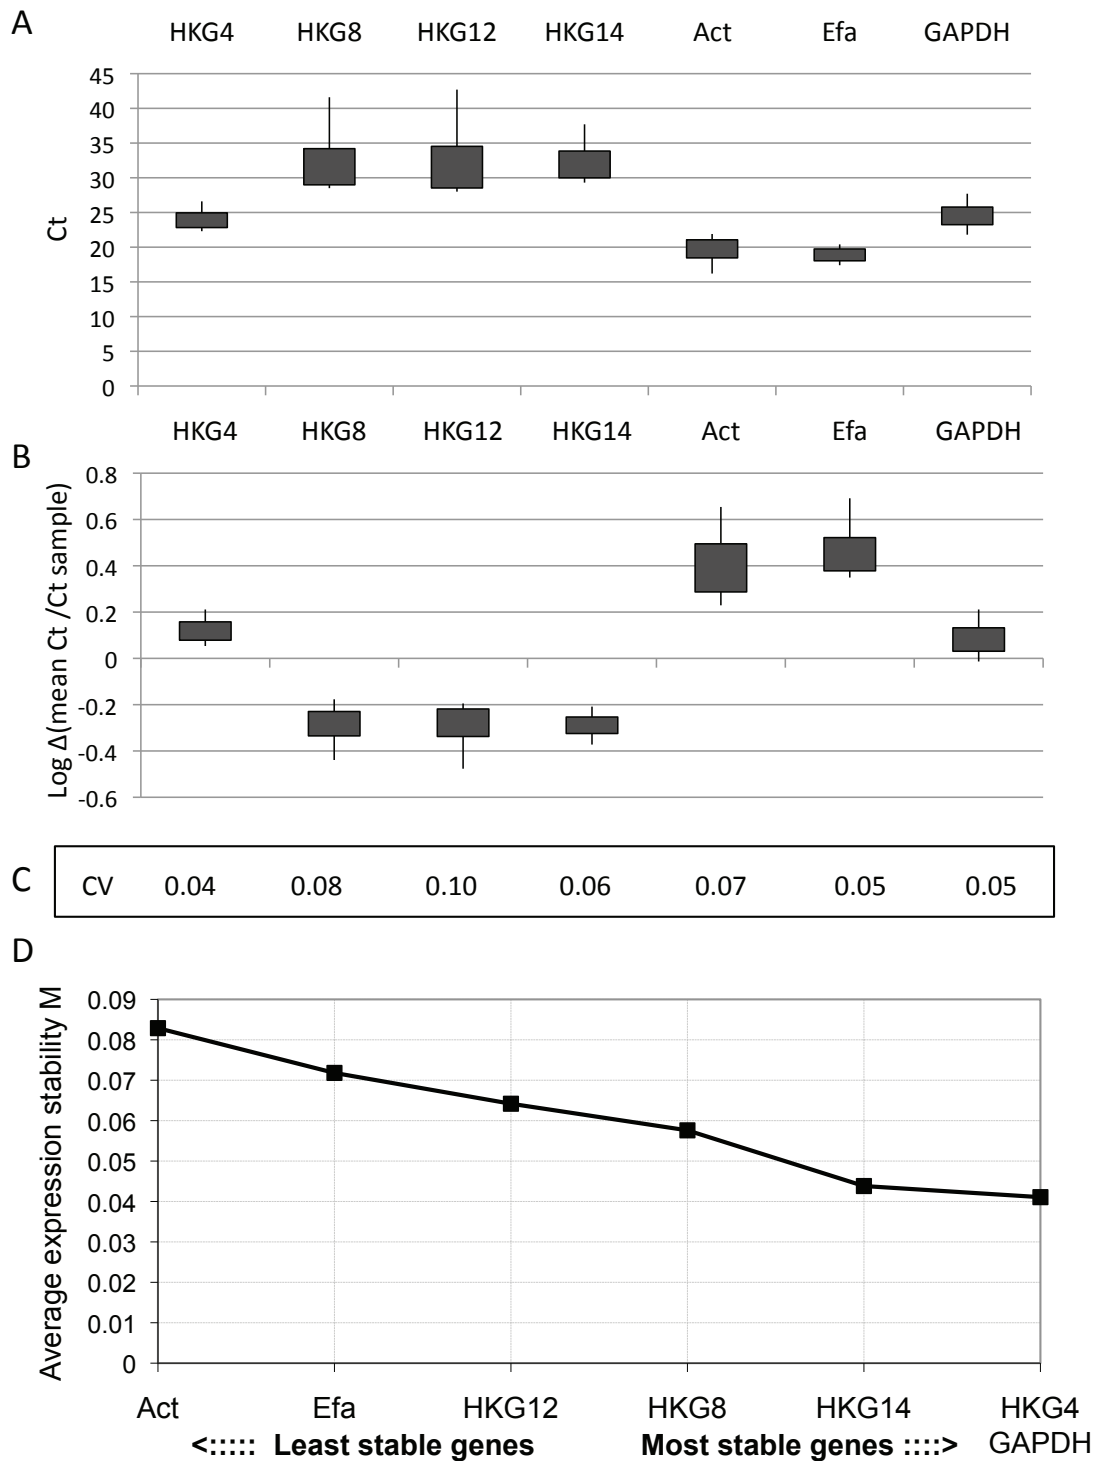 A
HKG4 HKG8 HKG12 HKG14 Act Efa GAPDH
45
40
35
30
25
20
15
10
5
0
Ct
HKG4 HKG8 HKG12 HKG14 Act Efa GAPDH
B
0.8
0.6
0.4
0.2
0
-0.2
-0.4
-0.6
Log Δ(mean Ct /Ct sample)
C
CV 0.04 0.08 0.10 0.06 0.07 0.05 0.05
D
0.09
0.08
0.07
0.06
0.05
0.04
0.03
0.02
0.01
0
Average expression stability M
Act Efa HKG12 HKG8 HKG14 HKG4
<::::: Least stable genes Most stable genes ::::> GAPDH